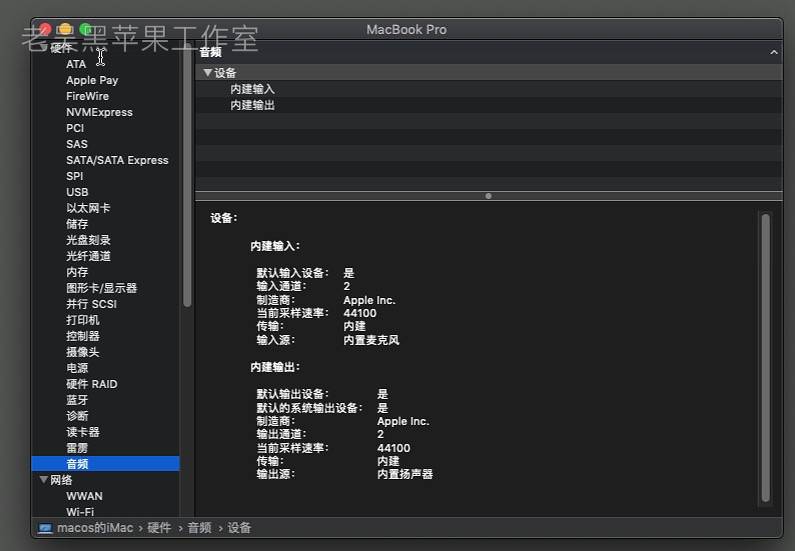 MacBook Pro
老吴黑苹果工作室
硬件
ATA
Apple Pay
FireWire
NVMExpress
PCI
SAS
SATA/SATA Express
SPI
USB
以太网卡
储存
光盘刻录
光纤通道
内存
图形卡/显示器
并行 SCSI
打印机
控制器
摄像头
电源
硬件 RAID
蓝牙
诊断
读卡器
雷雳
音频
网络
WWAN
Wi-Fi
音频
设备
内建输入
内建输出
设备：
内建输入：
默认输入设备： 是
输入通道： 2
制造商： Apple Inc.
当前采样速率： 44100
传输： 内建
输入源： 内置麦克风
内建输出：
默认输出设备： 是
默认的系统输出设备： 是
制造商： Apple Inc.
输出通道： 2
当前采样速率： 44100
传输： 内建
输出源： 内置扬声器
macos的iMac › 硬件 › 音频 › 设备